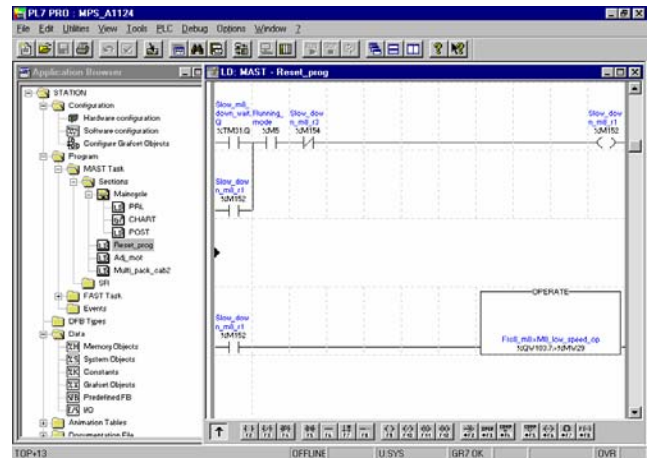 PL7 PRO : MPS_A1124
File Edit Utilities View Tools PLC Debug Options Window ?
Application Browser
STATION
Configuration
Hardware configuration
Software configuration
Configure Grafcet Objects
Program
MAST Task
Sections
Maincycle
PRL
CHART
POST
Reset_prog
Adj_mot
Multi_pack_cab2
SR
FAST Task
Events
DFB Types
Data
Memory Objects
System Objects
Constants
Grafcet Objects
Predefined FB
I/O
Animation Tables
Documentation File
LD: MAST - Reset_prog
Slow_mill_
down_wait. Running_ Slow_dow Slow_dow
Q mode n_mill_r3 n_mill_r1
%TM31.Q %M5 %M154 %M152
Slow_dow
n_mill_r1
%M152
OPERATE
Slow_dow
n_mill_r1
%M152
%QW103.7:=%MW29
TOP+13 OFFLINE U:SYS GR7 OK OVR